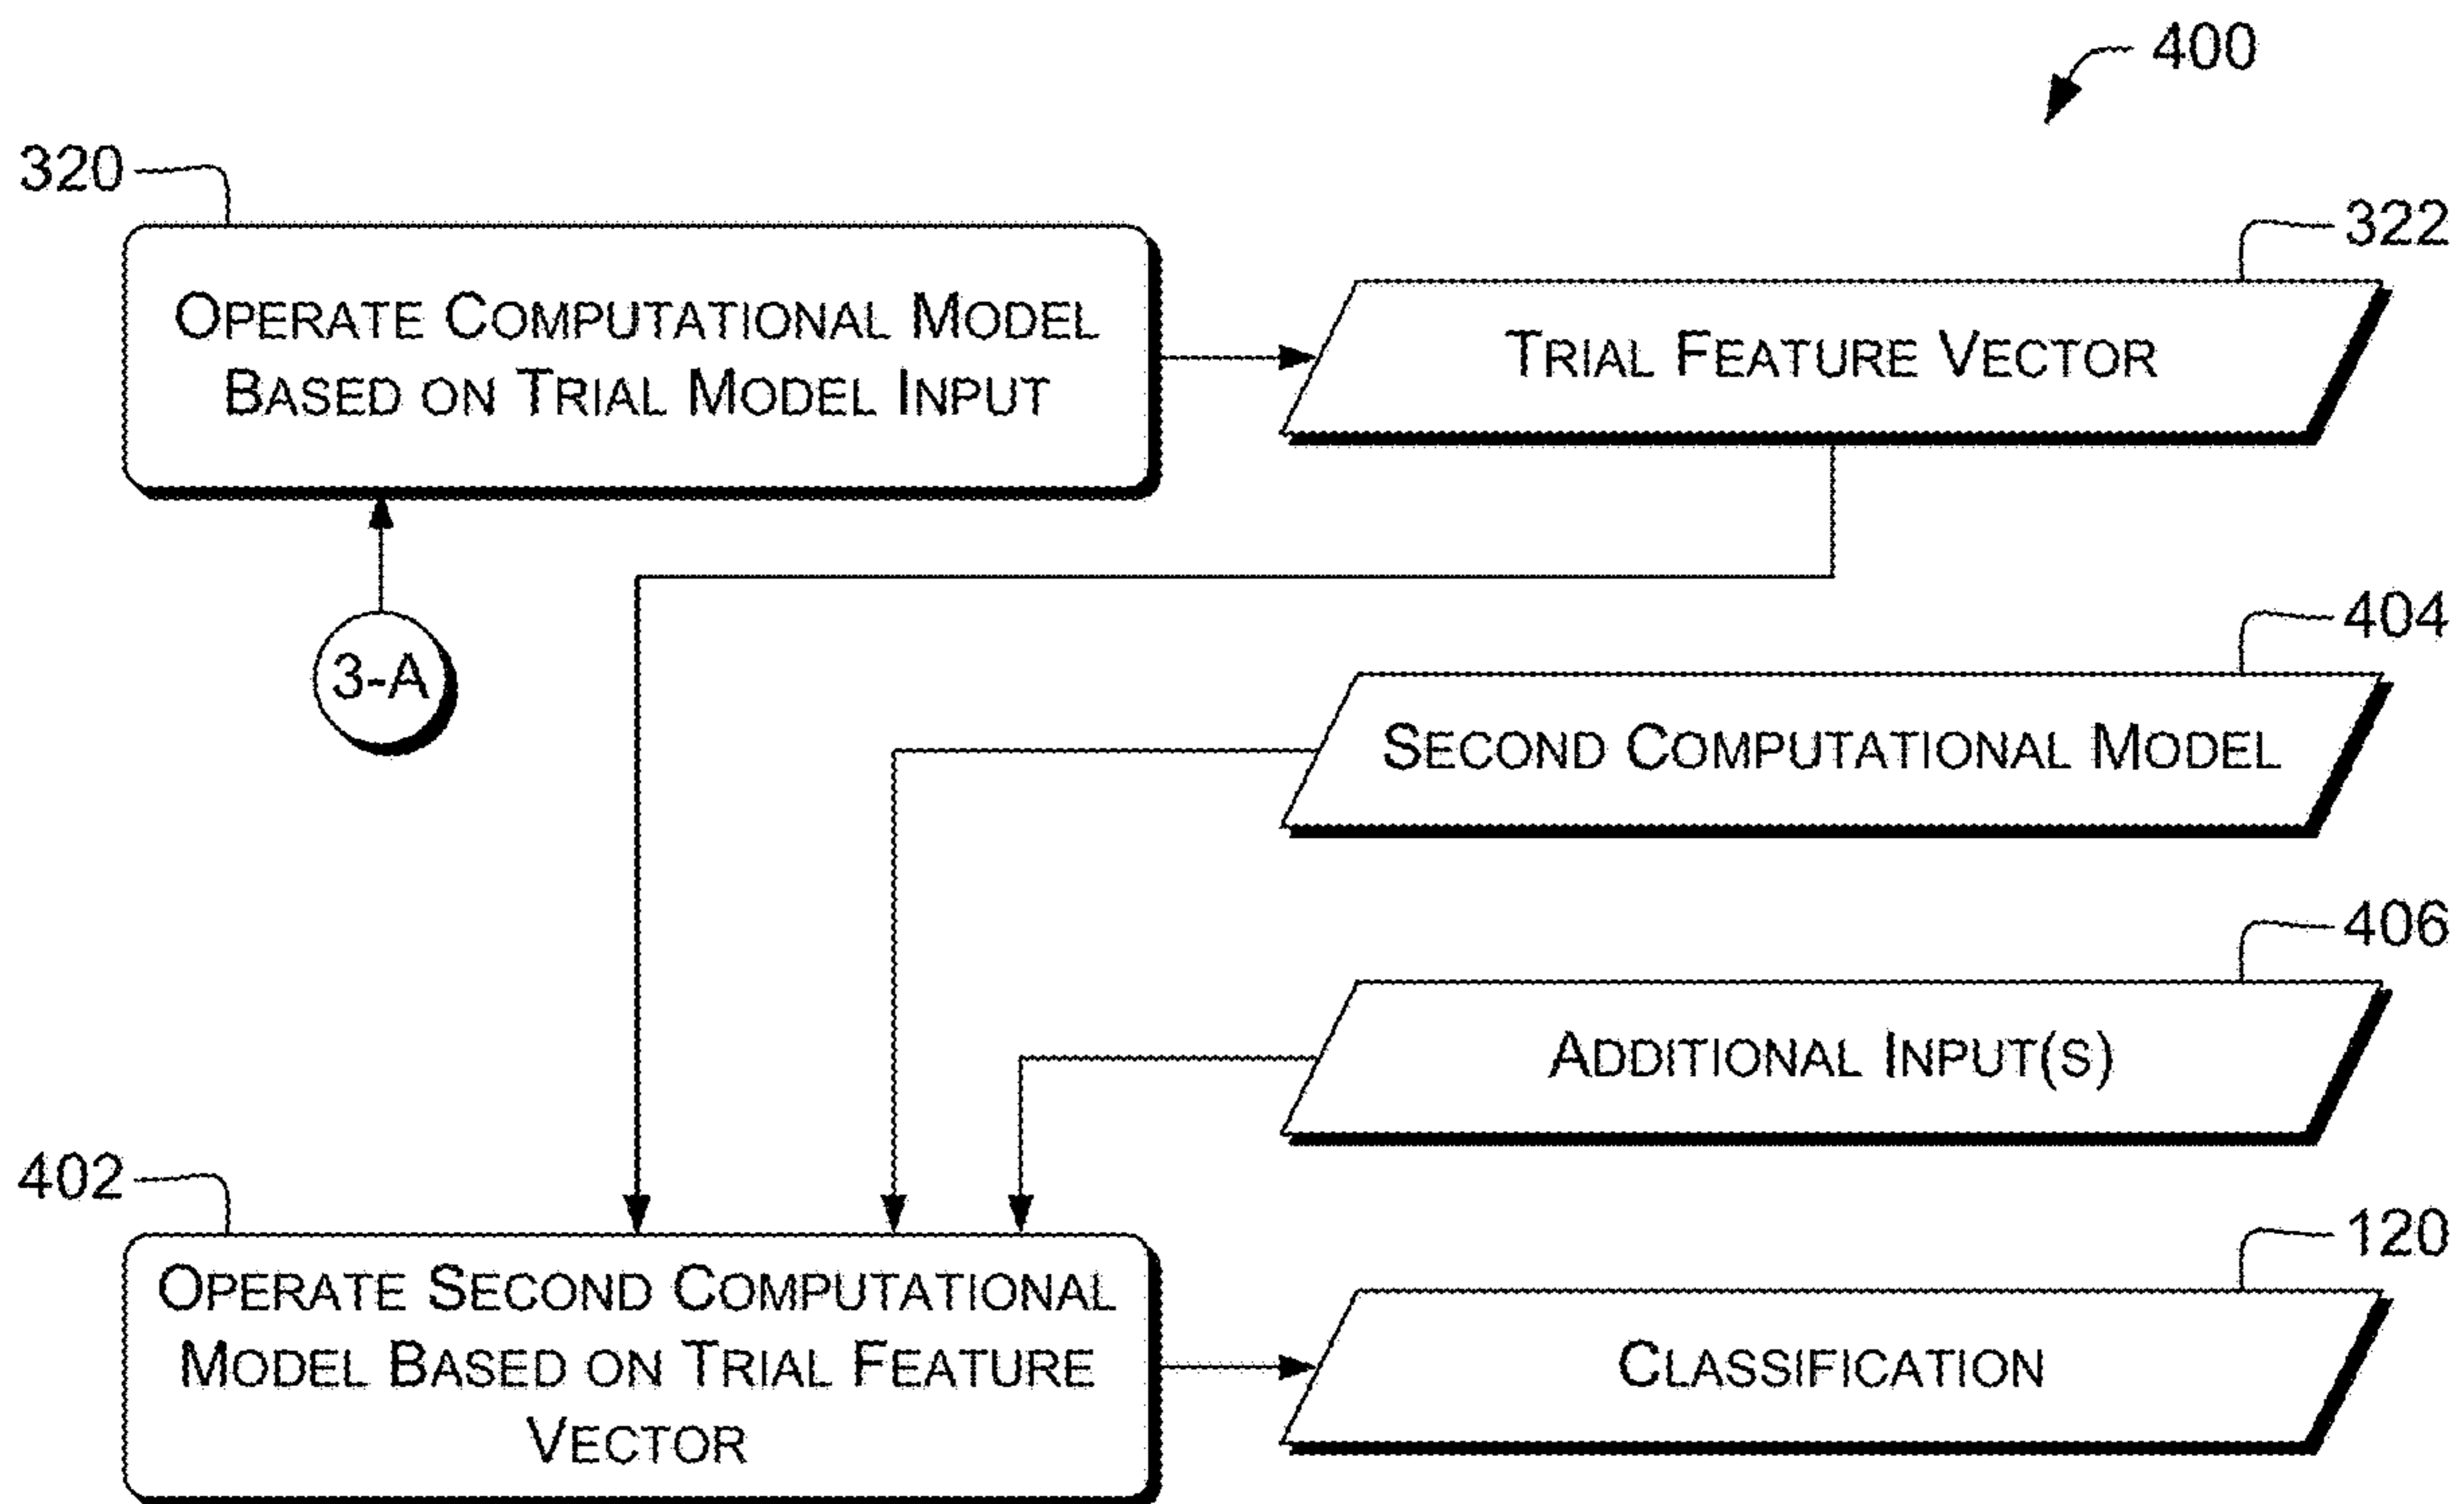 400
320
OPERATE COMPUTATIONAL MODEL
BASED ON TRIAL MODEL INPUT
322
TRIAL FEATURE VECTOR
3-A
404
SECOND COMPUTATIONAL MODEL
406
ADDITIONAL INPUT(S)
402
OPERATE SECOND COMPUTATIONAL
MODEL BASED ON TRIAL FEATURE
VECTOR
120
CLASSIFICATION